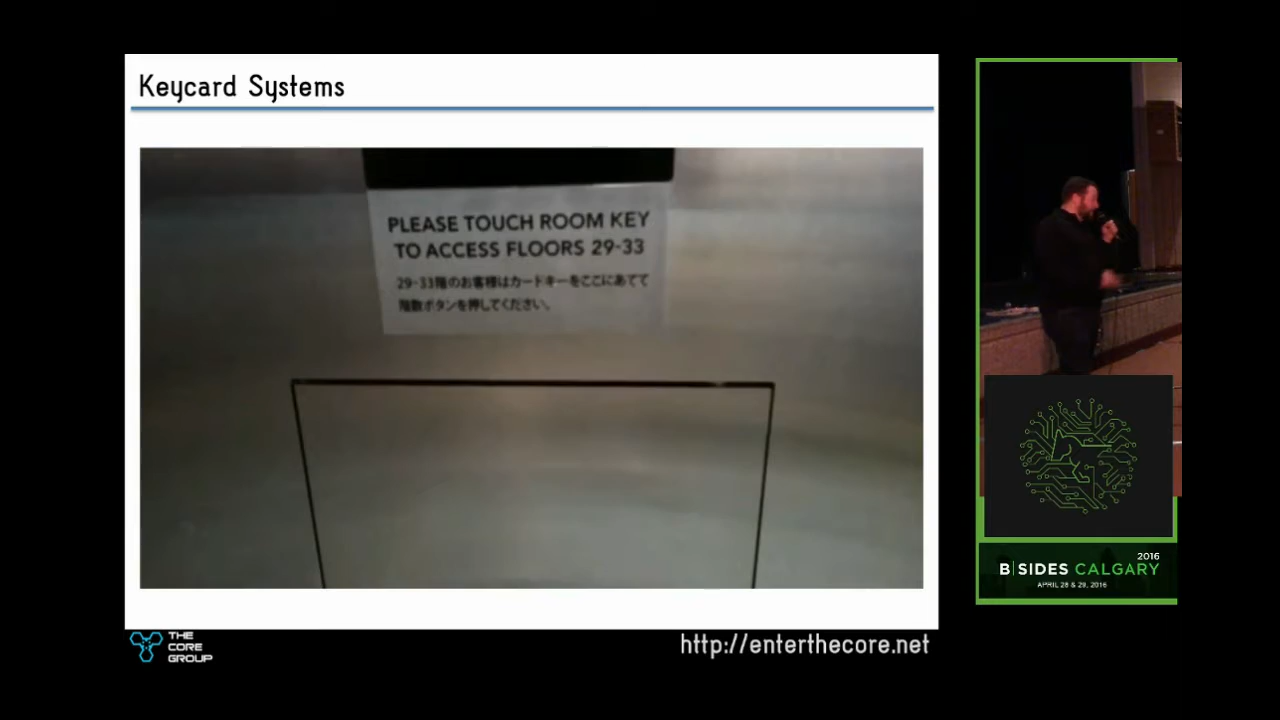 Keycard Systems
PLEASE TOUCH ROOM KEY
TO ACCESS FLOORS 29-33
29-33階のお客様はカードキーをここにあてて
階数ボタンを押してください。
THE
CORE
GROUP
http://enterthecore.net
2016
B|SIDES CALGARY
APRIL 28 & 29, 2016